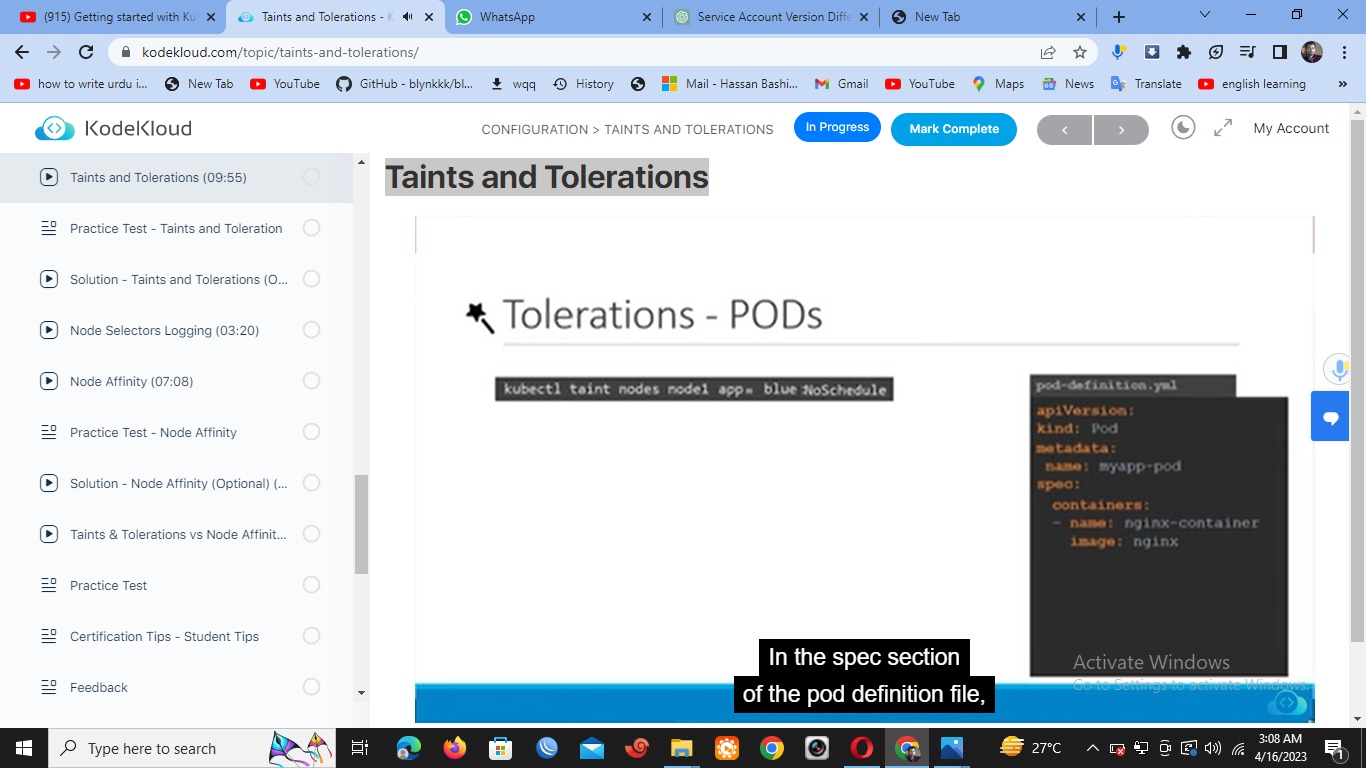 (915) Getting started with Ku
Taints and Tolerations - K
WhatsApp
Service Account Version Diffe
New Tab
kodekloud.com/topic/taints-and-tolerations/
how to write urdu i...
New Tab
YouTube
GitHub - blynkkk/bl...
wqq
History
Mail - Hassan Bashi...
Gmail
YouTube
Maps
News
Translate
english learning
»
KodeKloud
CONFIGURATION > TAINTS AND TOLERATIONS
In Progress
Mark Complete
My Account
Taints and Tolerations (09:55)
Practice Test - Taints and Toleration
Solution - Taints and Tolerations (O...
Node Selectors Logging (03:20)
Node Affinity (07:08)
Practice Test - Node Affinity
Solution - Node Affinity (Optional) (...
Taints & Tolerations vs Node Affinit...
Practice Test
Certification Tips - Student Tips
Feedback
Taints and Tolerations
Tolerations - PODs
kubectl taint nodes node1 app= blue:NoSchedule
pod-definition.yml
apiVersion:
kind: Pod
metadata:
name: myapp-pod
spec:
containers:
- name: nginx-container
image: nginx
In the spec section
of the pod definition file,
Activate Windows
Go to Settings to activate Windows.
Type here to search
27°C
3:08 AM
4/16/2023
1